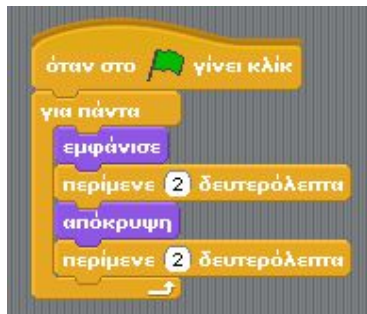 όταν στο γίνει κλικ
για πάντα
εμφάνισε
περίμενε 2 δευτερόλεπτα
απόκρυψη
περίμενε 2 δευτερόλεπτα